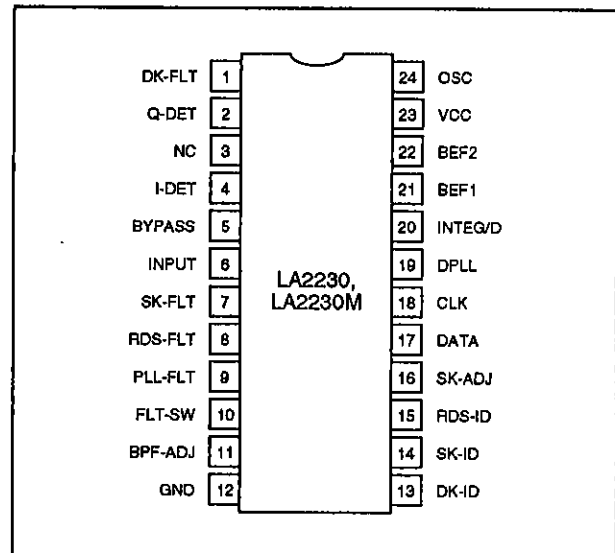 DK-FLT 1 24 OSC
Q-DET 2 23 VCC
NC 3 22 BEF2
I-DET 4 21 BEF1
BYPASS 5 20 INTEG/D
INPUT 6 19 DPLL
LA2230,
LA2230M
SK-FLT 7 18 CLK
RDS-FLT 8 17 DATA
PLL-FLT 9 16 SK-ADJ
FLT-SW 10 15 RDS-ID
BPF-ADJ 11 14 SK-ID
GND 12 13 DK-ID